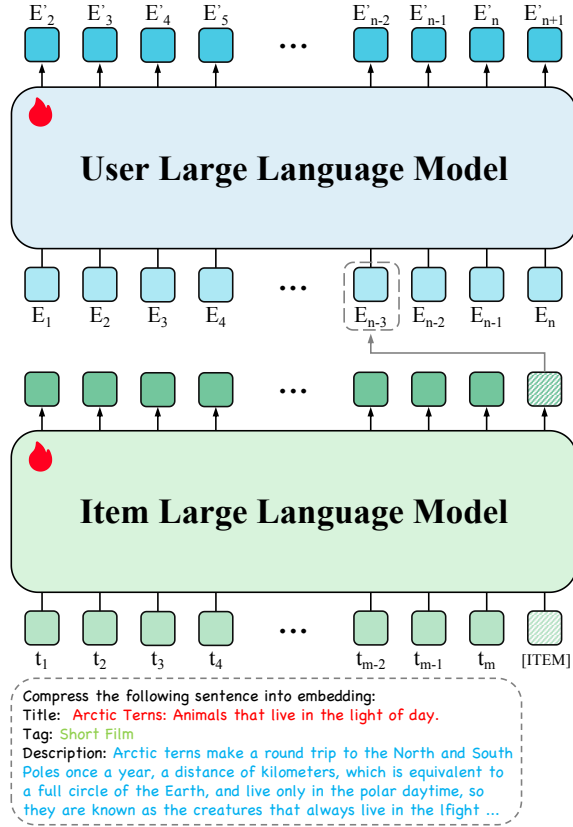 E'2 E'3 E'4 E'5 ... E'n-2 E'n-1 E'n E'n+1
User Large Language Model
E1 E2 E3 E4 ... En-3 En-2 En-1 En
...
Item Large Language Model
...
t1 t2 t3 t4 tm-2 tm-1 tm [ITEM]
Compress the following sentence into embedding:
Title: Arctic Terns: Animals that live in the light of day.
Tag: Short Film
Description: Arctic terns make a round trip to the North and South
Poles once a year, a distance of kilometers, which is equivalent to
a full circle of the Earth, and live only in the polar daytime, so
they are known as the creatures that always live in the lfight ...